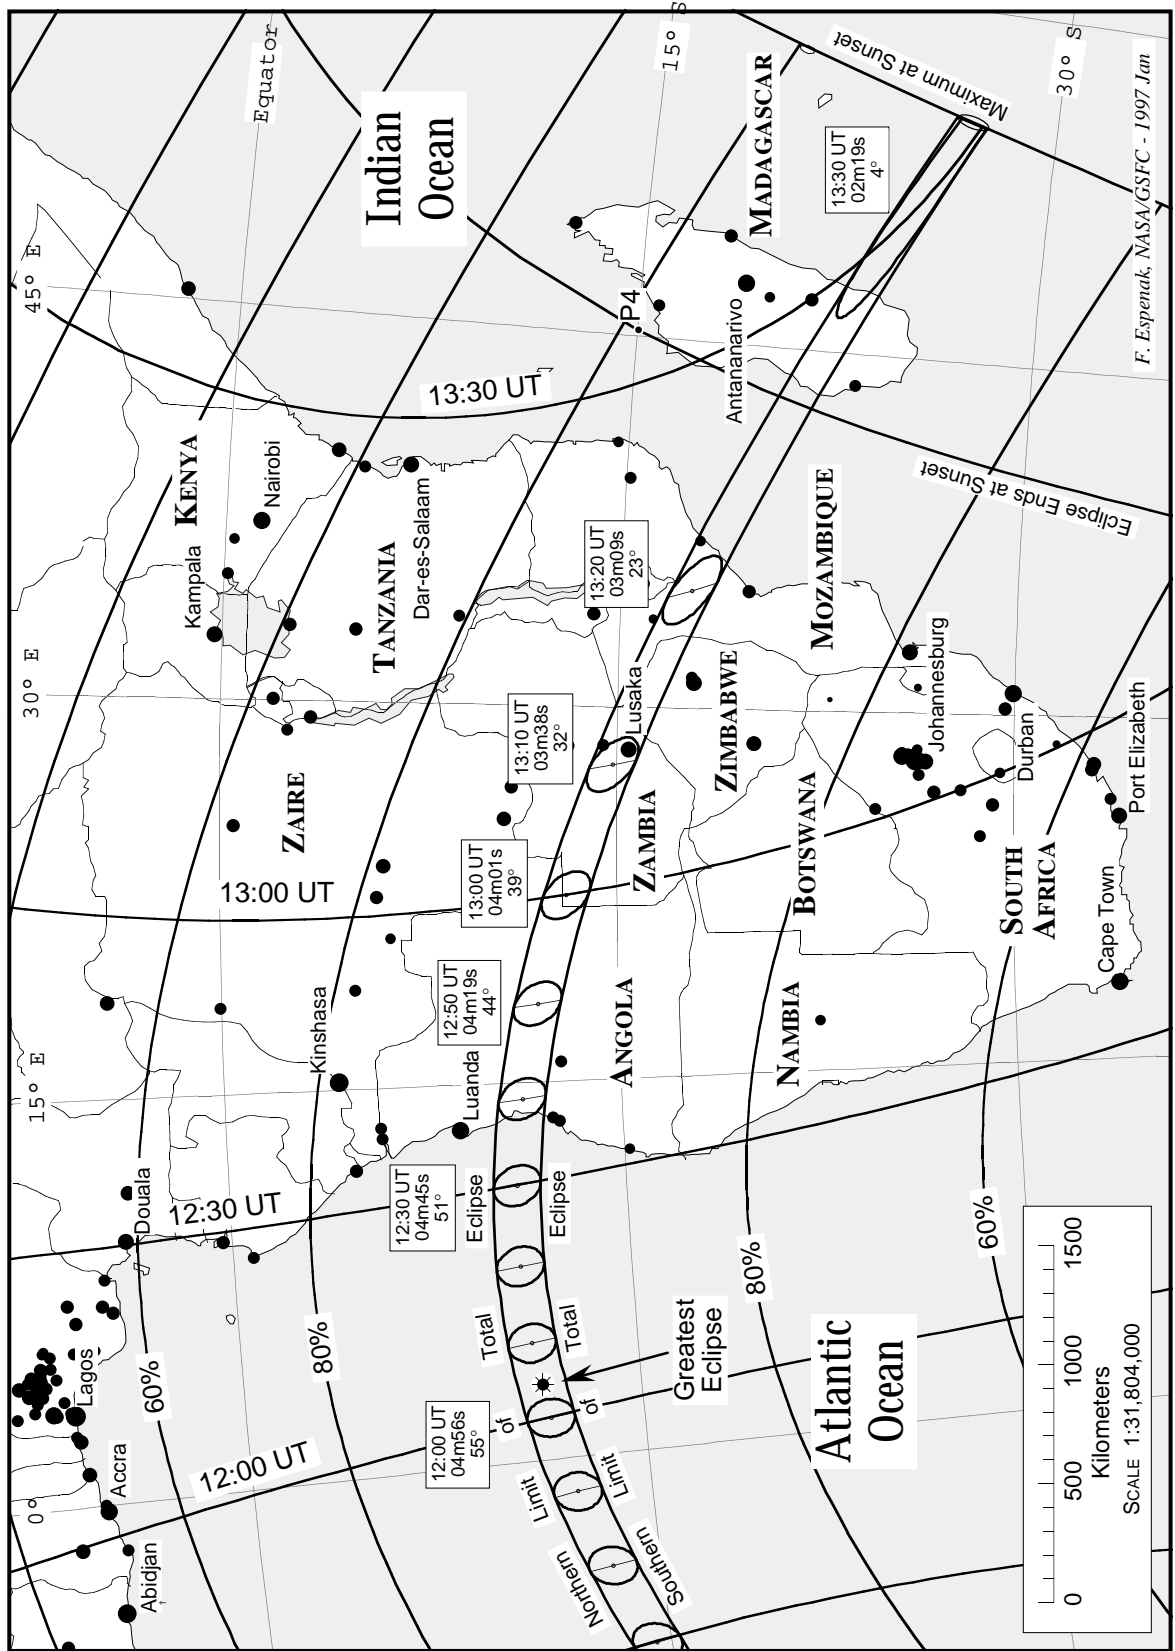 45° E
30° E
15° E
0°
Equator
15° S
30° S
Indian
Ocean
Atlantic
Ocean
KENYA
Nairobi
Kampala
TANZANIA
Dar-es-Salaam
ZAIRE
Kinshasa
Douala
Lagos
Accra
Abidjan
Luanda
ANGOLA
ZAMBIA
Lusaka
ZIMBABWE
MOZAMBIQUE
MADAGASCAR
Antananarivo
BOTSWANA
NAMBIA
SOUTH
AFRICA
Johannesburg
Durban
Port Elizabeth
Cape Town
P4
13:30 UT
13:00 UT
12:30 UT
12:00 UT
60%
80%
80%
60%
12:00 UT
04m56s
55°
12:30 UT
04m45s
51°
12:50 UT
04m19s
44°
13:00 UT
04m01s
39°
13:10 UT
03m38s
32°
13:20 UT
03m09s
23°
13:30 UT
02m19s
4°
Northern Limit of Total Eclipse
Southern Limit of Total Eclipse
Greatest
Eclipse
Maximum at Sunset
Eclipse Ends at Sunset
0 500 1000 1500
Kilometers
SCALE 1:31,804,000
F. Espenak, NASA/GSFC - 1997 Jan